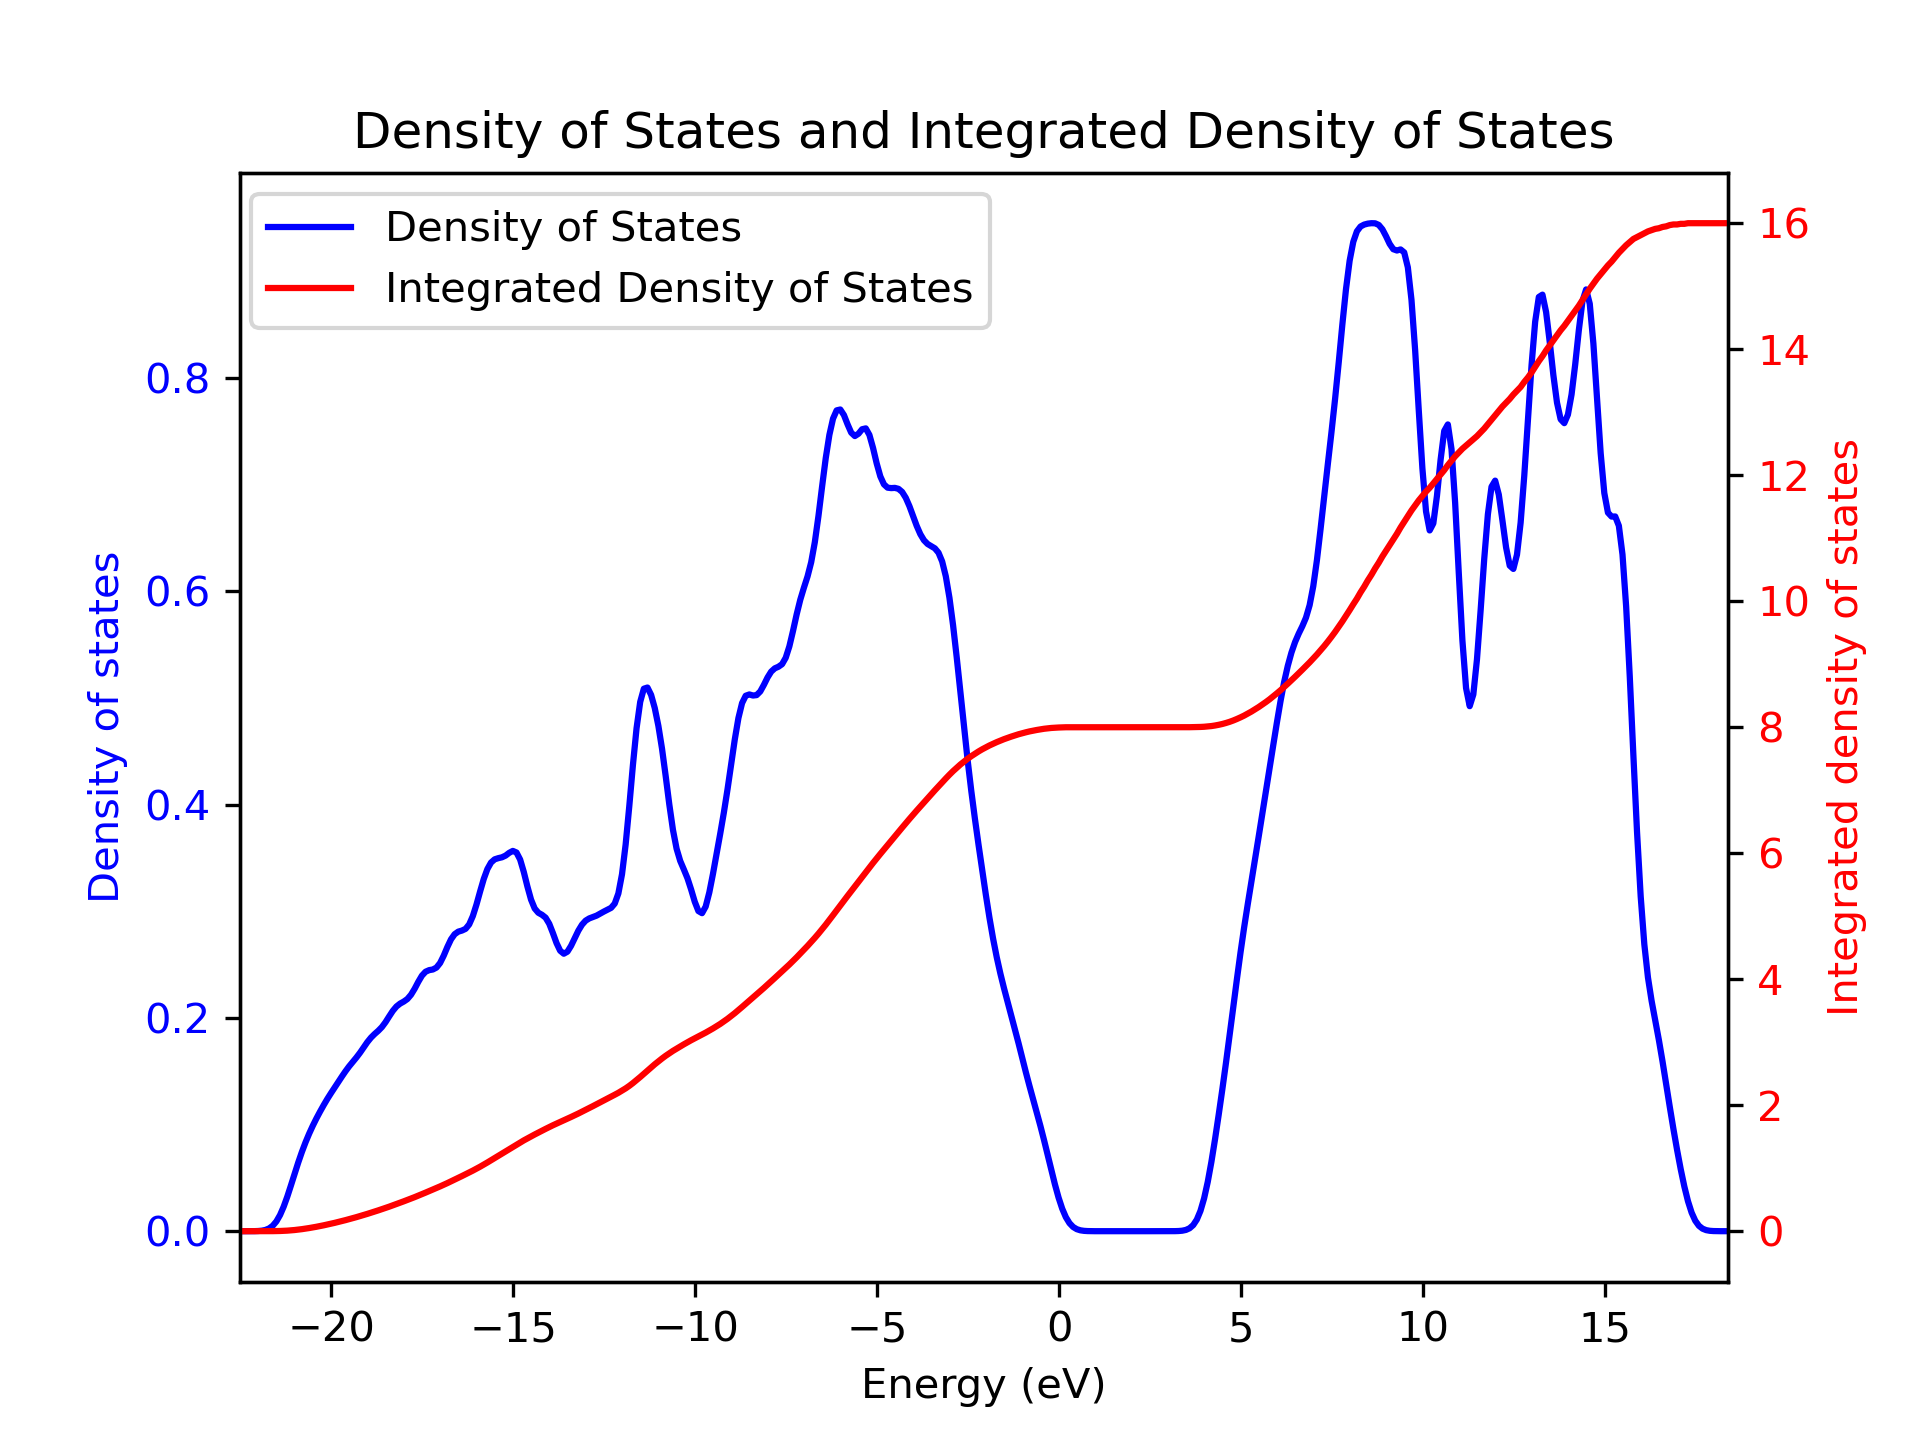 Density of States and Integrated Density of States
Density of States
Integrated Density of States
0.8
0.6
0.4
0.2
0.0
Density of states
16
14
12
10
8
6
4
2
0
Integrated density of states
−20 −15 −10 −5 0 5 10 15
Energy (eV)